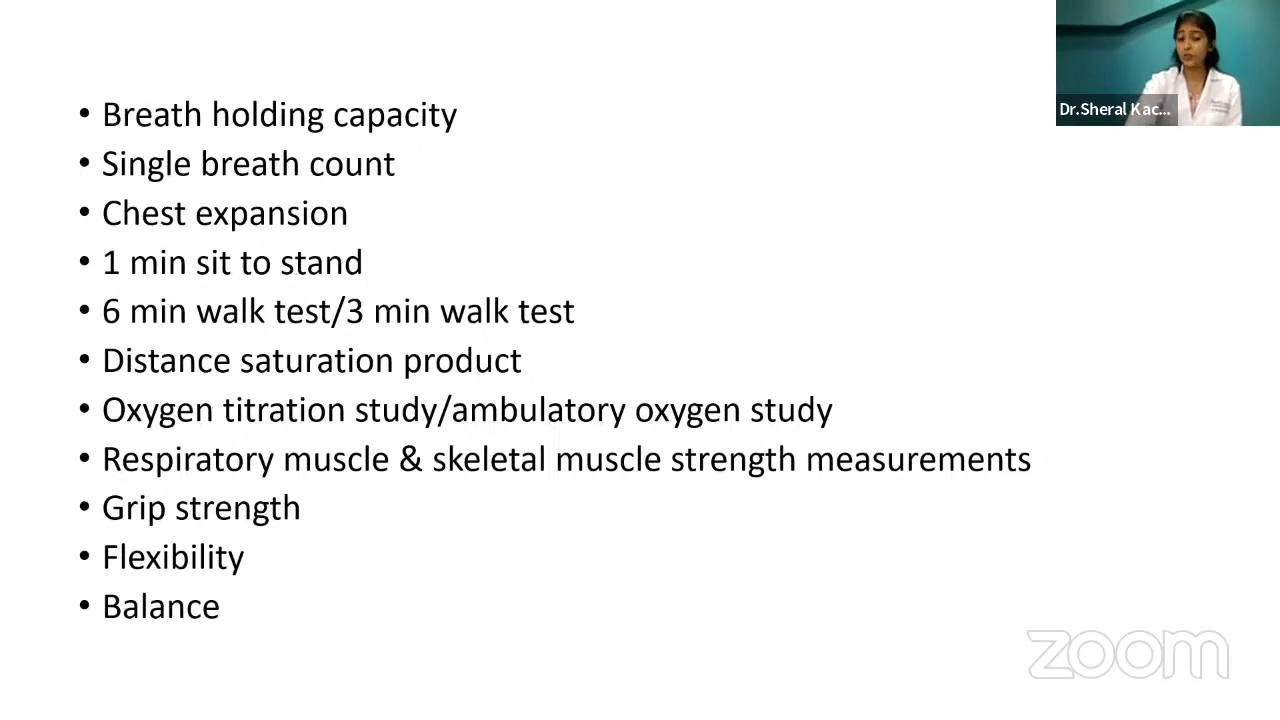 • Breath holding capacity
• Single breath count
• Chest expansion
• 1 min sit to stand
• 6 min walk test/3 min walk test
• Distance saturation product
• Oxygen titration study/ambulatory oxygen study
• Respiratory muscle & skeletal muscle strength measurements
• Grip strength
• Flexibility
• Balance
Dr.Sheral Kac...
zoom